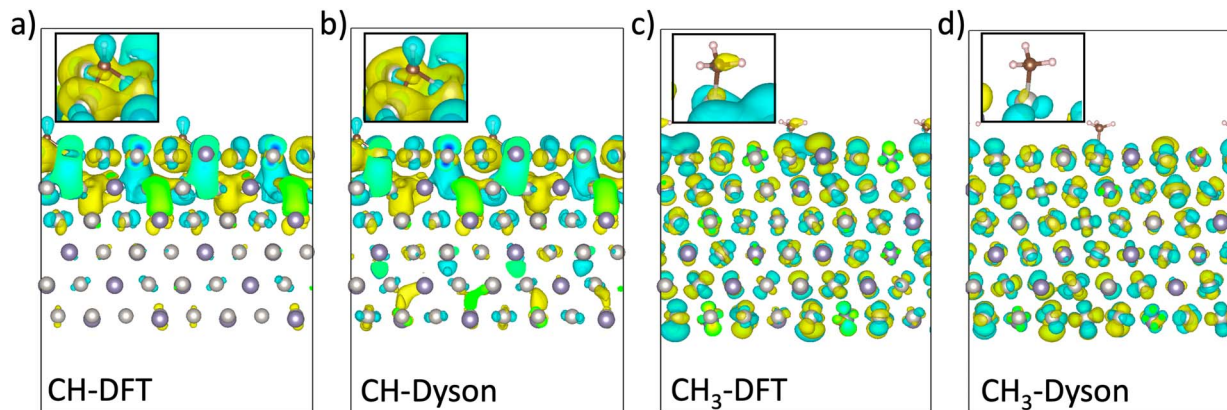 a)
b)
c)
d)
CH-DFT
CH-Dyson
CH₃-DFT
CH₃-Dyson